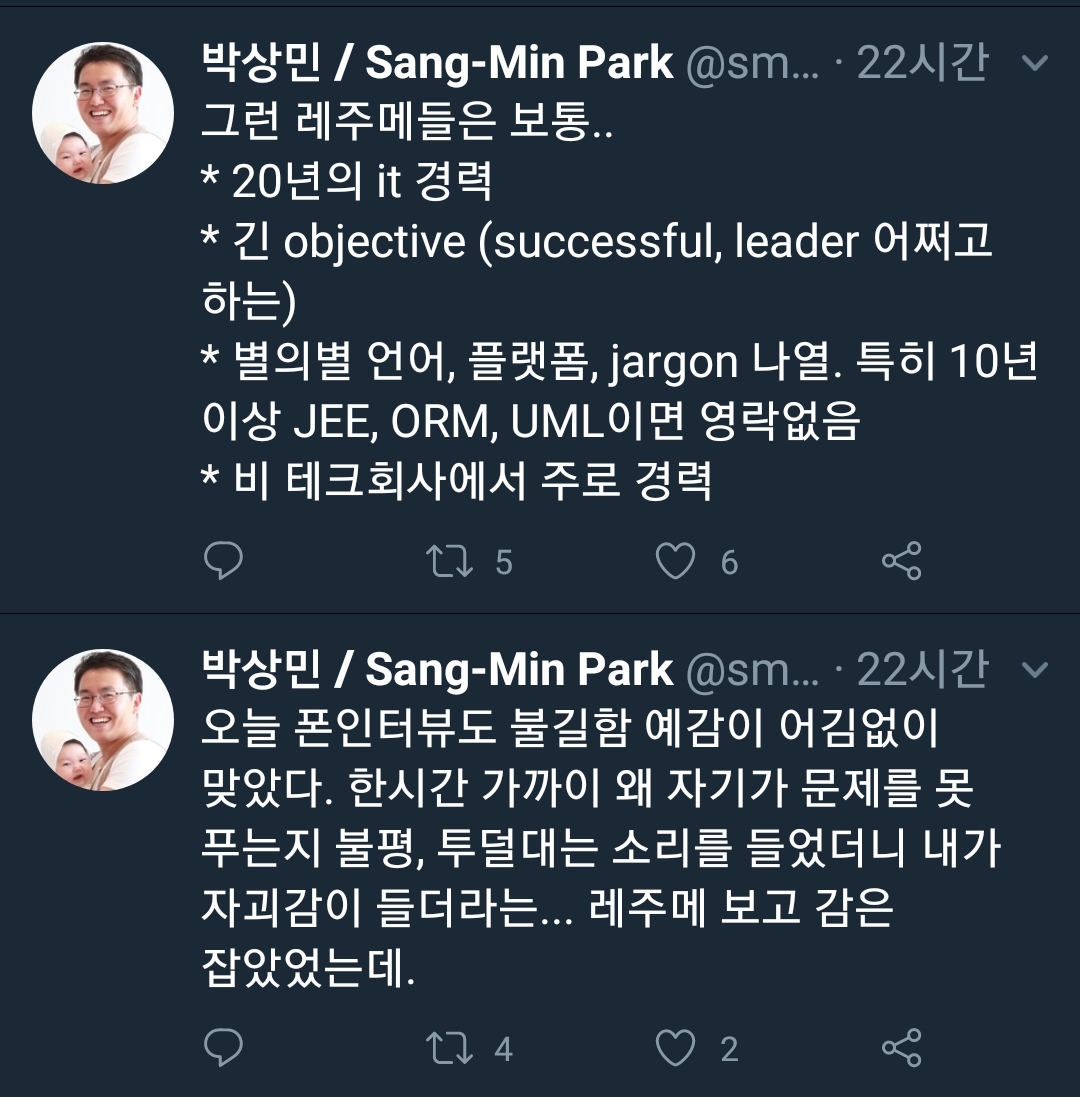 박상민 / Sang-Min Park @sm... · 22시간
그런 레주메들은 보통..
* 20년의 it 경력
* 긴 objective (successful, leader 어쩌고
하는)
* 별의별 언어, 플랫폼, jargon 나열. 특히 10년
이상 JEE, ORM, UML이면 영락없음
* 비 테크회사에서 주로 경력
5 6
박상민 / Sang-Min Park @sm... · 22시간
오늘 폰인터뷰도 불길함 예감이 어김없이
맞았다. 한시간 가까이 왜 자기가 문제를 못
푸는지 불평, 투덜대는 소리를 들었더니 내가
자괴감이 들더라는... 레주메 보고 감은
잡았었는데.
4 2